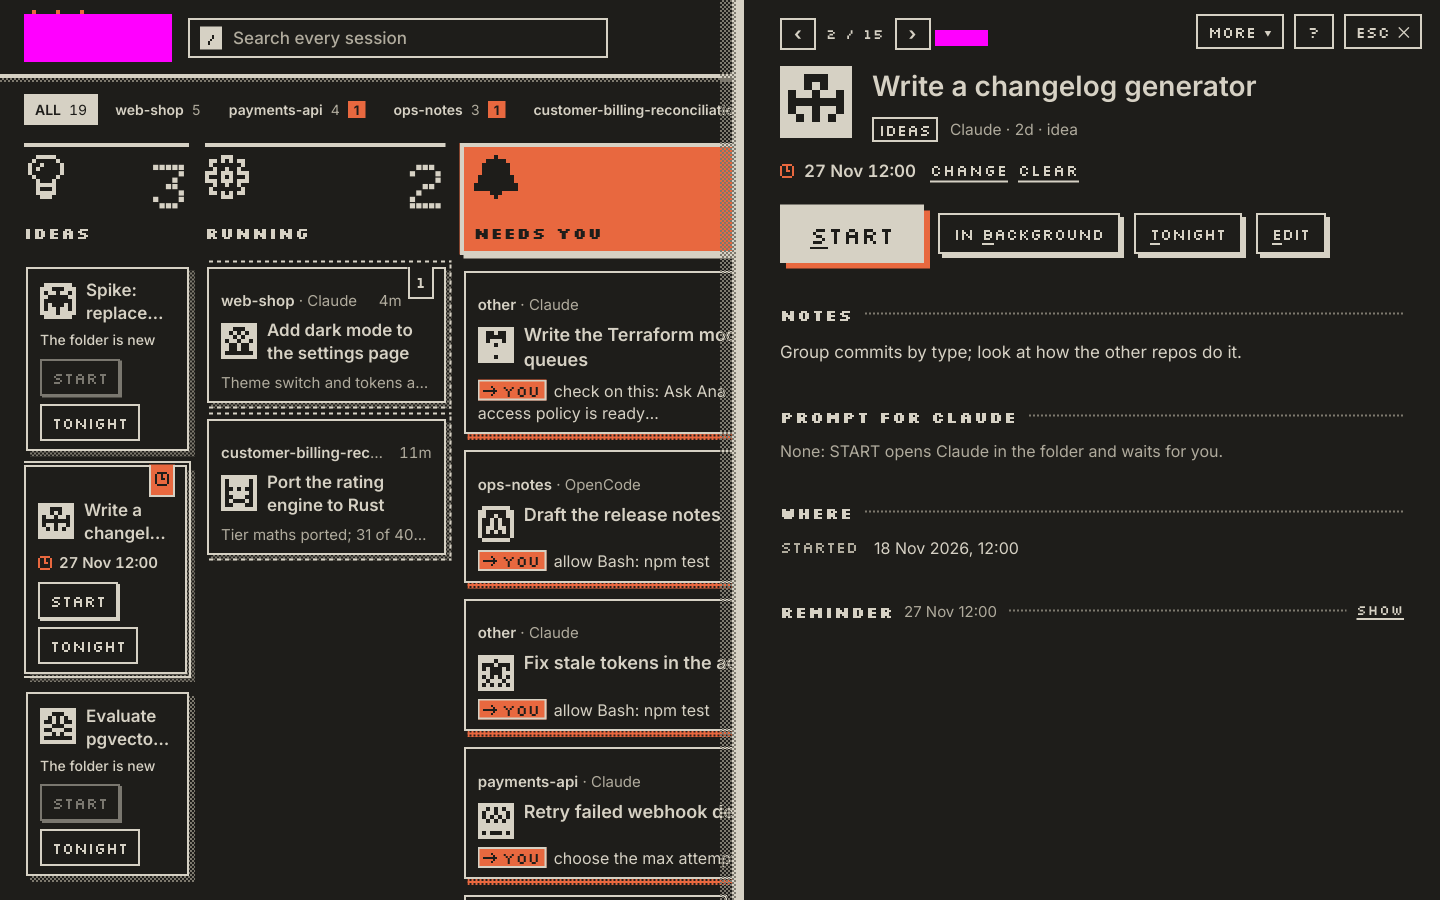 / Search every session
ALL 19 web-shop 5 payments-api 4 1 ops-notes 3 1 customer-billing-reconciliat
3
IDEAS
2
RUNNING
NEEDS YOU
Spike:
replace...
The folder is new
START
TONIGHT
Write a
changel...
27 Nov 12:00
START
TONIGHT
Evaluate
pgvecto...
The folder is new
START
TONIGHT
1
web-shop · Claude 4m
Add dark mode to
the settings page
Theme switch and tokens a...
customer-billing-rec... 11m
Port the rating
engine to Rust
Tier maths ported; 31 of 40...
other · Claude
Write the Terraform mo
queues
→ YOU check on this: Ask Ana
access policy is ready...
ops-notes · OpenCode
Draft the release notes
→ YOU allow Bash: npm test
other · Claude
Fix stale tokens in the a
→ YOU allow Bash: npm test
payments-api · Claude
Retry failed webhook d
→ YOU choose the max attem
‹ 2 / 15 › MORE ▾ ? ESC ×
Write a changelog generator
IDEAS Claude · 2d · idea
27 Nov 12:00 CHANGE CLEAR
START IN BACKGROUND TONIGHT EDIT
NOTES
Group commits by type; look at how the other repos do it.
PROMPT FOR CLAUDE
None: START opens Claude in the folder and waits for you.
WHERE
STARTED 18 Nov 2026, 12:00
REMINDER 27 Nov 12:00 SHOW